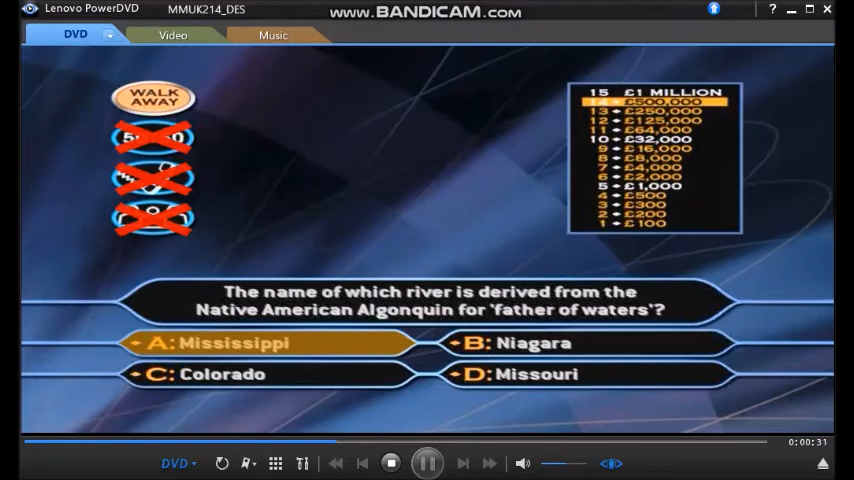 Lenovo PowerDVD
MMUK214_DES
www.BANDICAM.com
DVD
Video
Music
WALK
AWAY
15 £1 MILLION
14 £500,000
13 £250,000
12 £125,000
11 £64,000
10 £32,000
9 £16,000
8 £8,000
7 £4,000
6 £2,000
5 £1,000
4 £500
3 £300
2 £200
1 £100
The name of which river is derived from the
Native American Algonquin for 'father of waters'?
A: Mississippi
B: Niagara
C: Colorado
D: Missouri
0:00:31
DVD